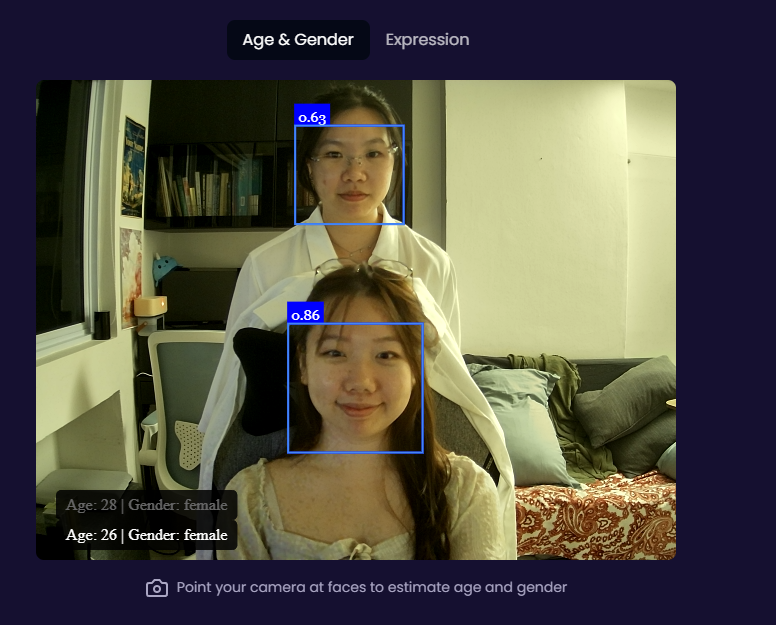 Age & Gender
Expression
0.63
0.86
Age: 28 | Gender: female
Age: 26 | Gender: female
Point your camera at faces to estimate age and gender